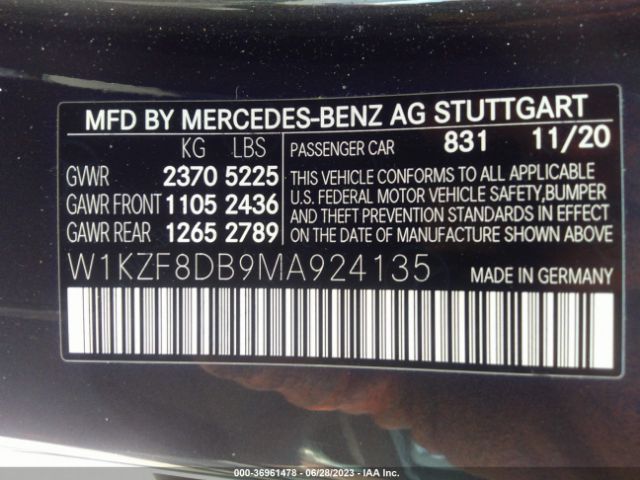 MFD BY MERCEDES-BENZ AG STUTTGART
KG LBS
GVWR 2370 5225
GAWR FRONT 1105 2436
GAWR REAR 1265 2789
PASSENGER CAR 831 11/20
THIS VEHICLE CONFORMS TO ALL APPLICABLE
U.S. FEDERAL MOTOR VEHICLE SAFETY, BUMPER
AND THEFT PREVENTION STANDARDS IN EFFECT
ON THE DATE OF MANUFACTURE SHOWN ABOVE
W1KZF8DB9MA924135
MADE IN GERMANY
000-36961478 - 06/28/2023 - IAA Inc.